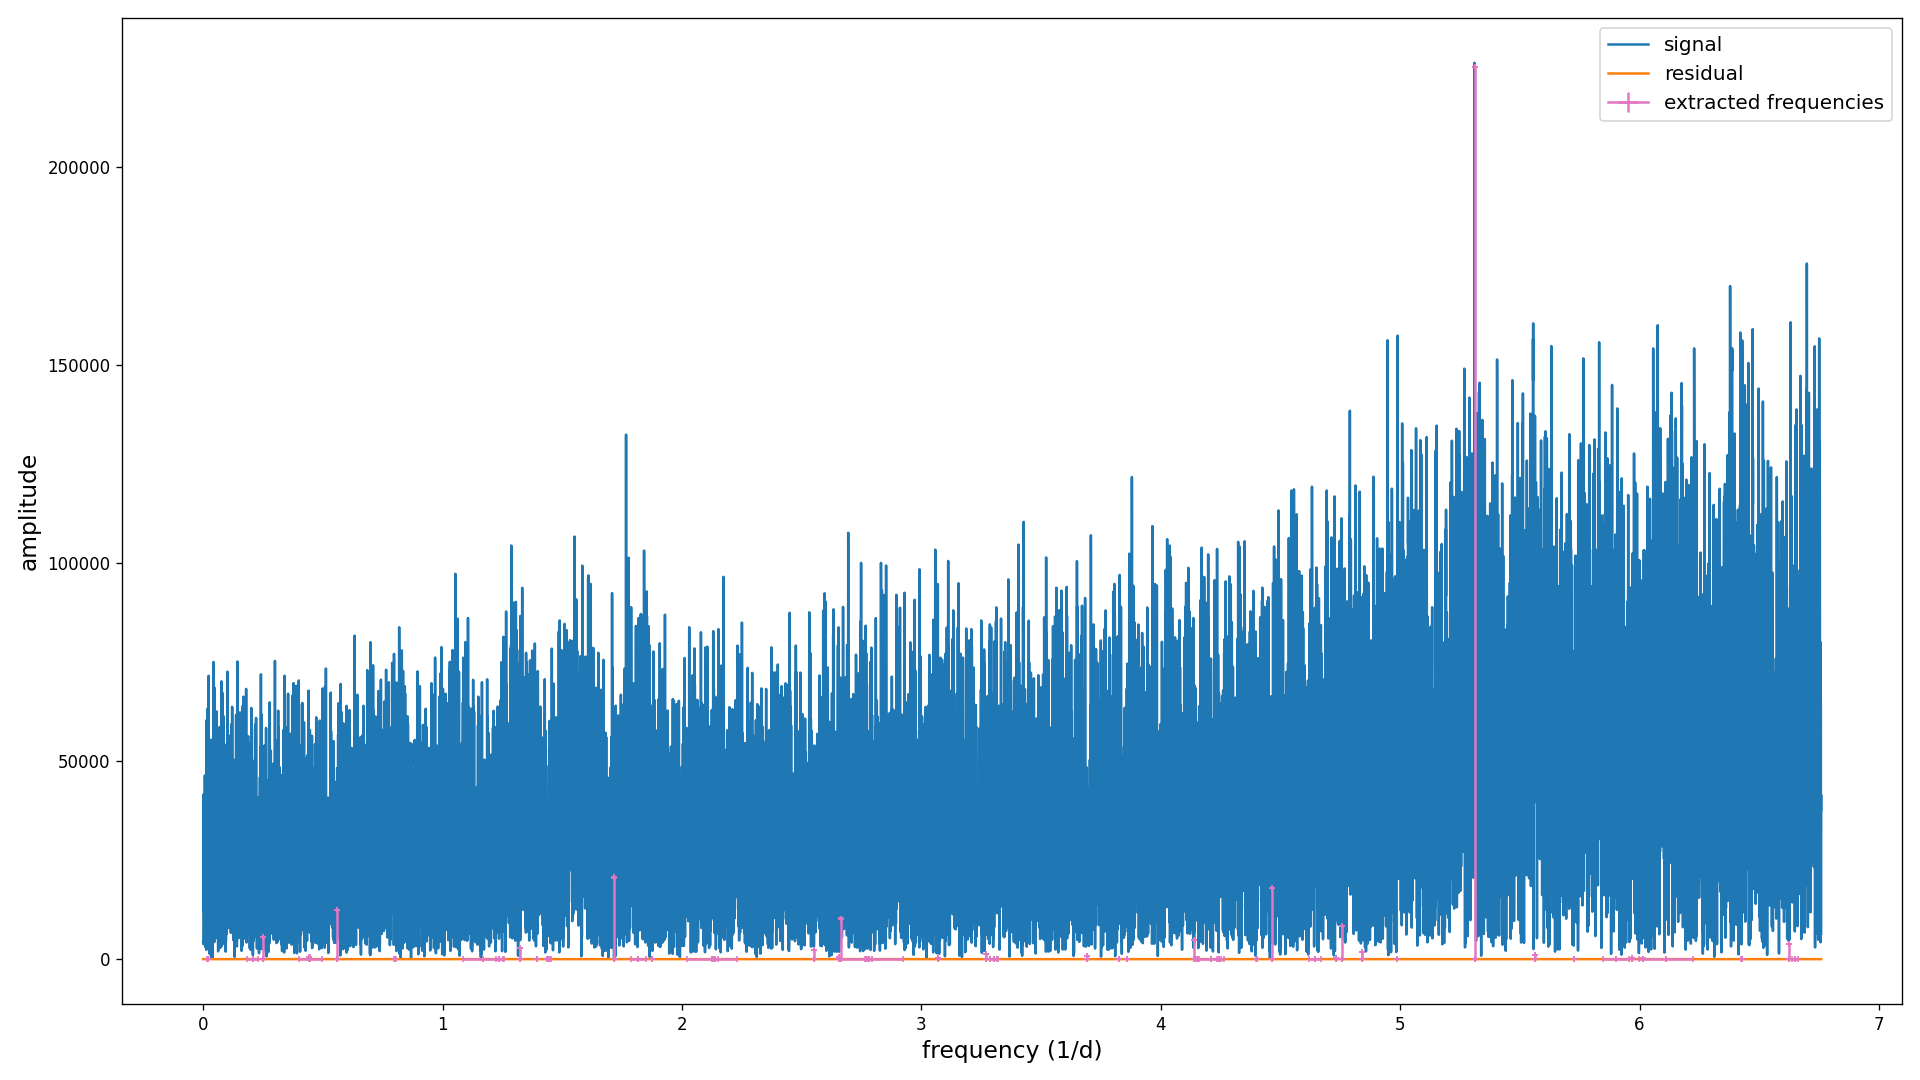 signal
residual
extracted frequencies
amplitude
200000
150000
100000
50000
0
0 1 2 3 4 5 6 7
frequency (1/d)